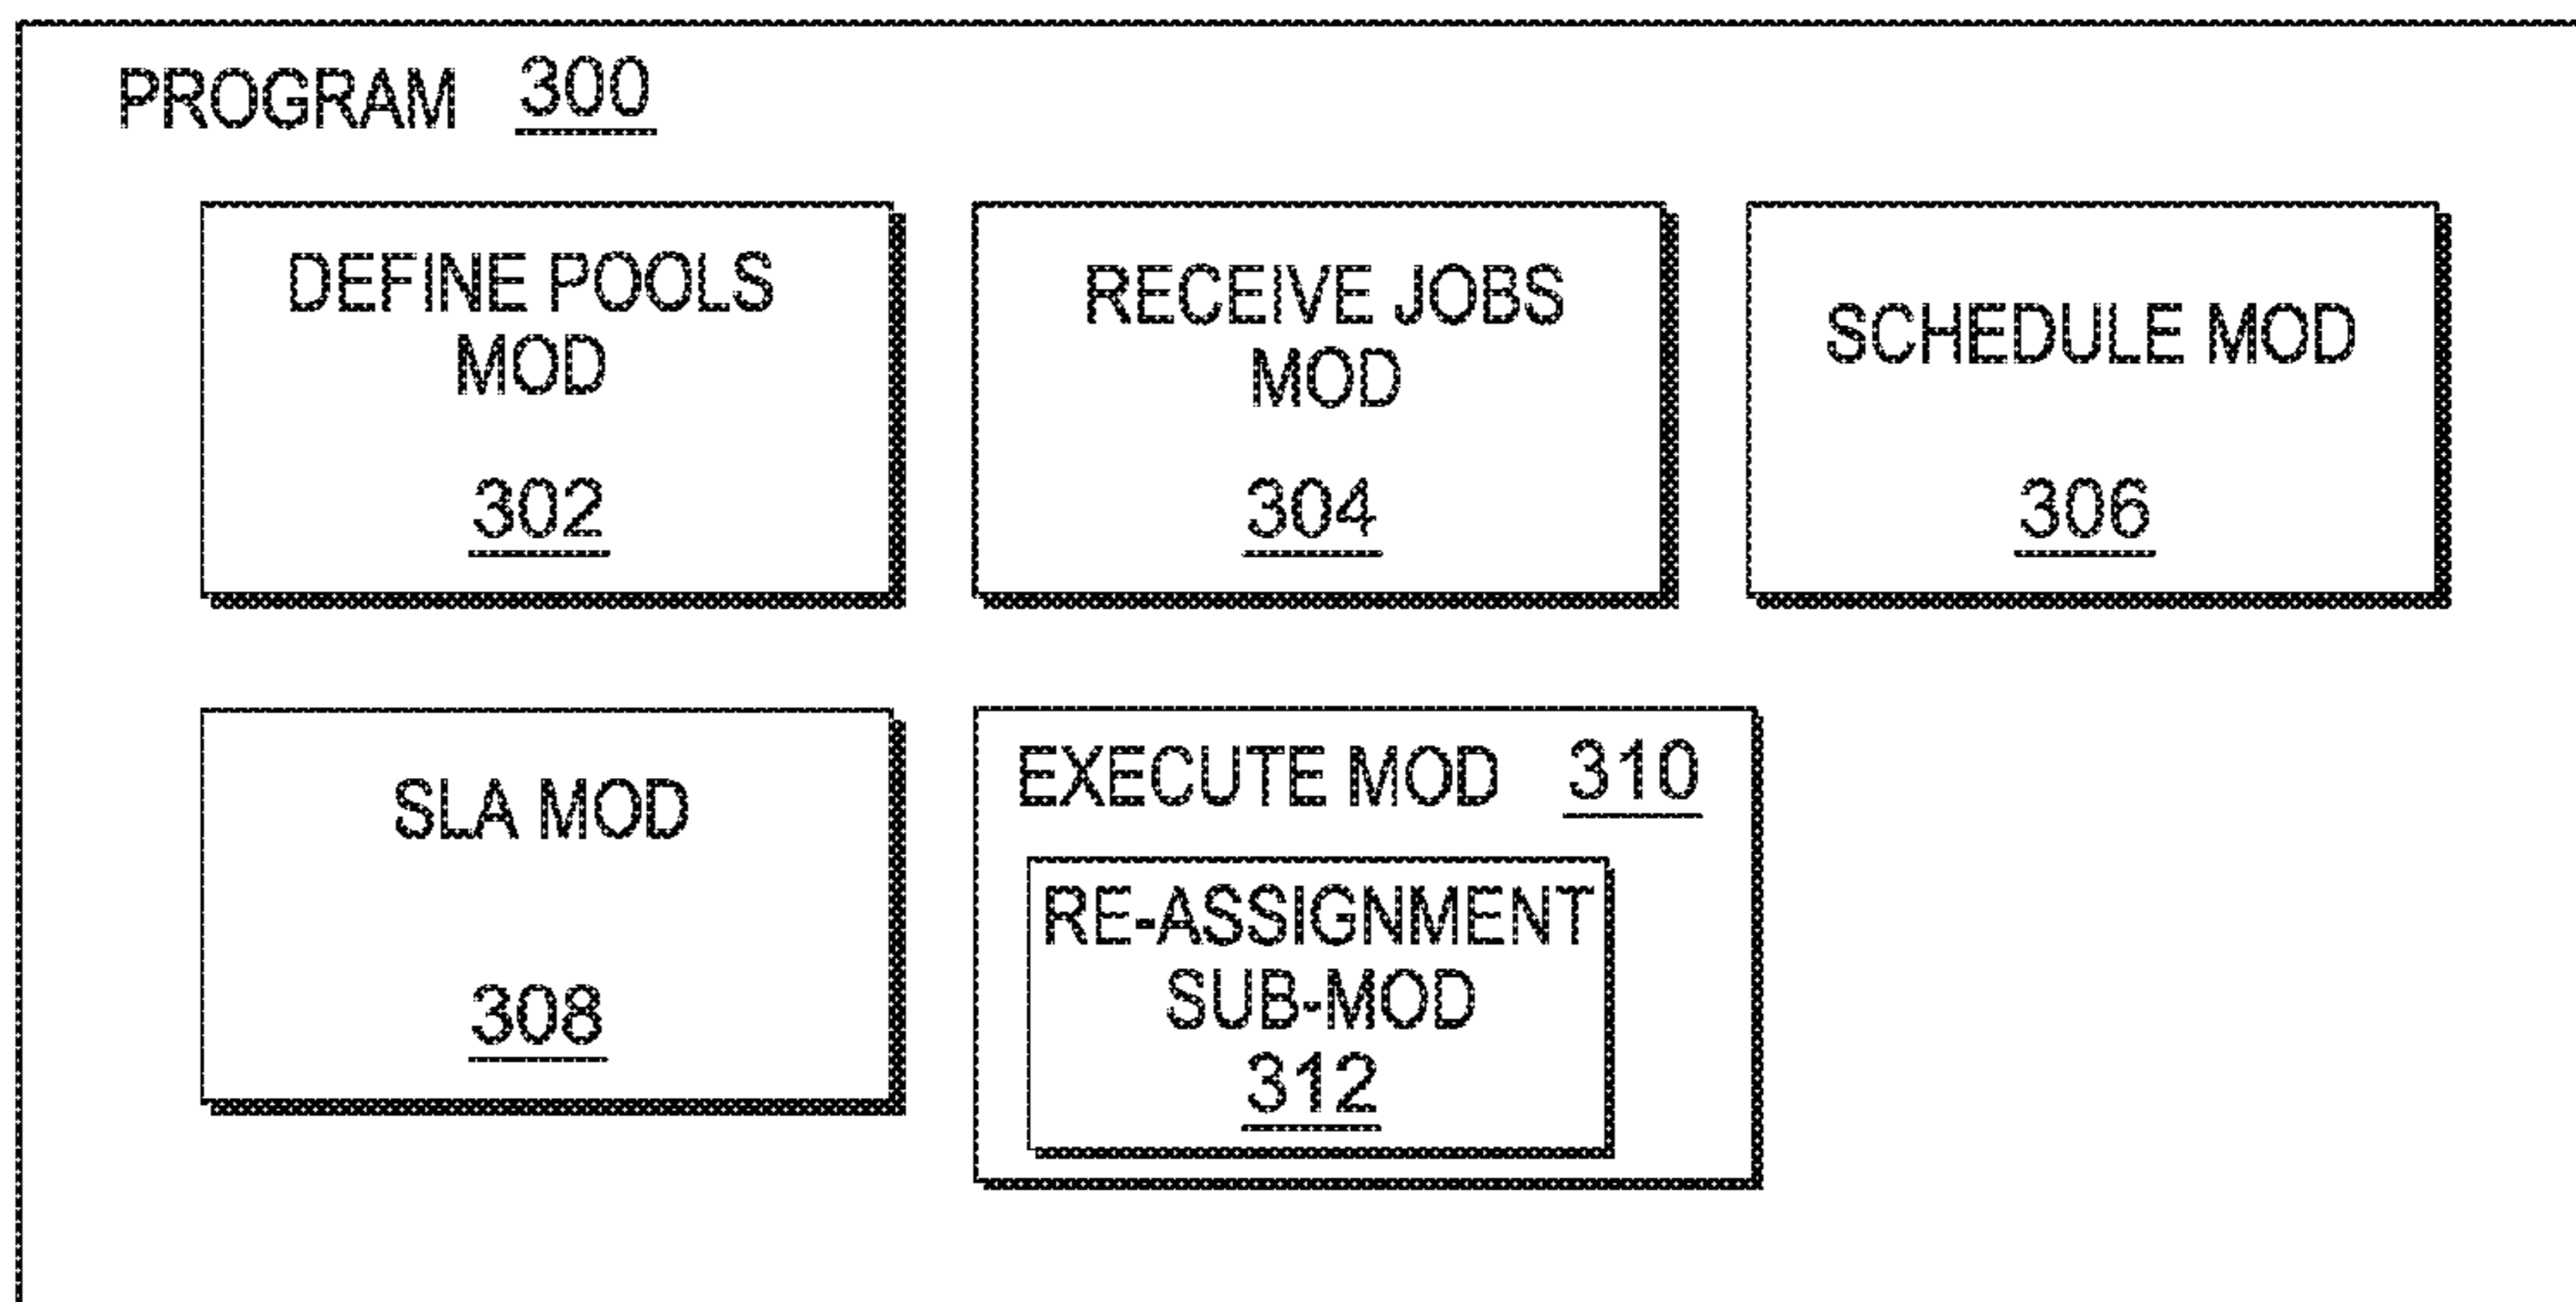 PROGRAM 300
DEFINE POOLS
MOD
302
RECEIVE JOBS
MOD
304
SCHEDULE MOD
306
SLA MOD
308
EXECUTE MOD 310
RE-ASSIGNMENT
SUB-MOD
312